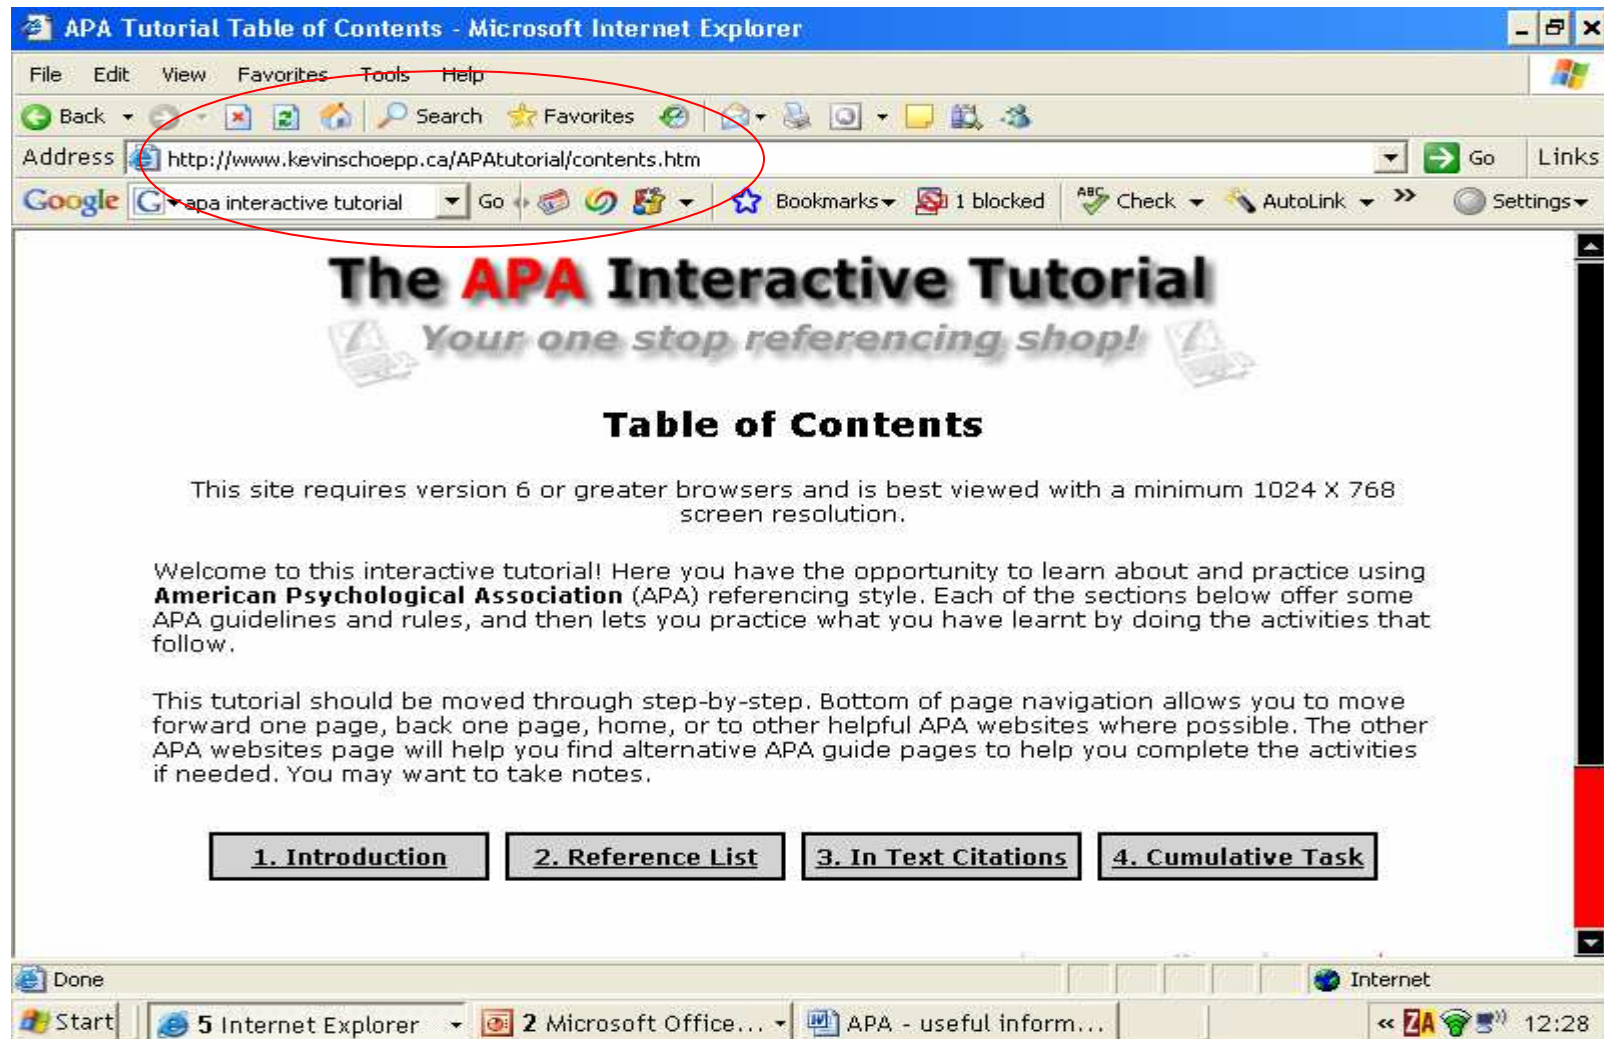 APA Tutorial Table of Contents - Microsoft Internet Explorer
File Edit View Favorites Tools Help
Back Search Favorites
Address http://www.kevinschoepp.ca/APAtutorial/contents.htm Go Links
Google G apa interactive tutorial Go Bookmarks 1 blocked ABC Check AutoLink >> Settings
The APA Interactive Tutorial
Your one stop referencing shop!
Table of Contents
This site requires version 6 or greater browsers and is best viewed with a minimum 1024 X 768
screen resolution.
Welcome to this interactive tutorial! Here you have the opportunity to learn about and practice using
American Psychological Association (APA) referencing style. Each of the sections below offer some
APA guidelines and rules, and then lets you practice what you have learnt by doing the activities that
follow.
This tutorial should be moved through step-by-step. Bottom of page navigation allows you to move
forward one page, back one page, home, or to other helpful APA websites where possible. The other
APA websites page will help you find alternative APA guide pages to help you complete the activities
if needed. You may want to take notes.
1. Introduction 2. Reference List 3. In Text Citations 4. Cumulative Task
Done Internet
Start 5 Internet Explorer 2 Microsoft Office... APA - useful inform... << ZA 12:28